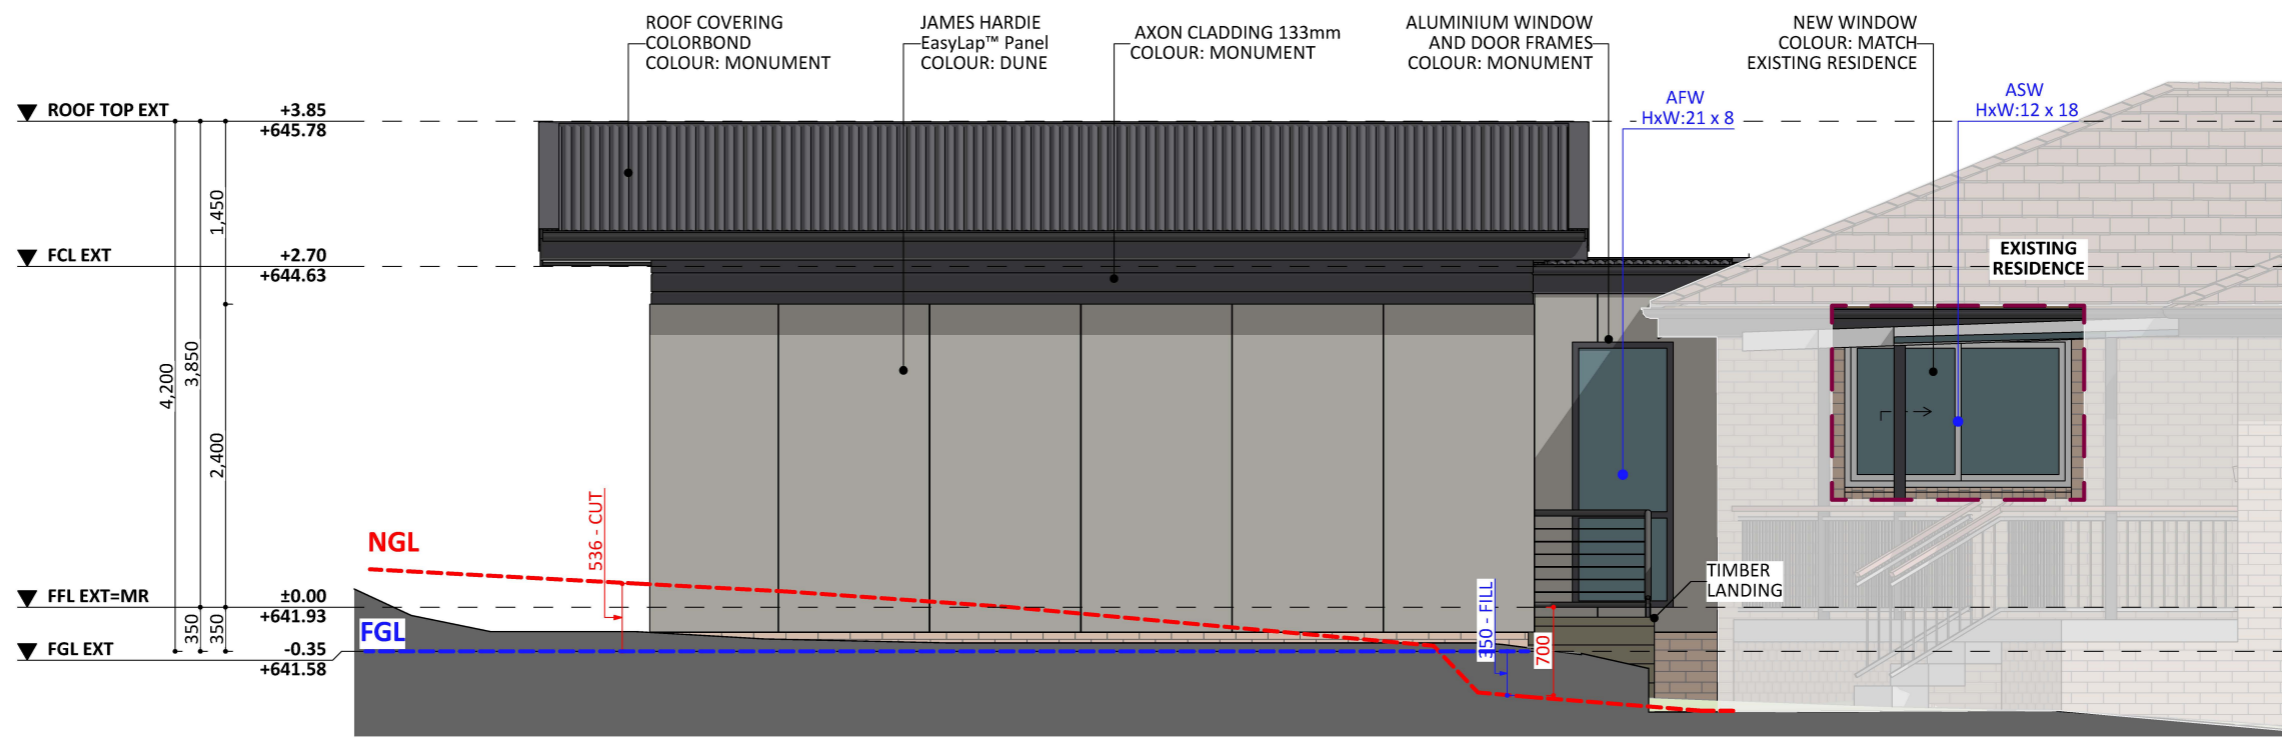 ROOF COVERING
COLORBOND
COLOUR: MONUMENT
JAMES HARDIE
EasyLap™ Panel
COLOUR: DUNE
AXON CLADDING 133mm
COLOUR: MONUMENT
ALUMINIUM WINDOW
AND DOOR FRAMES
COLOUR: MONUMENT
NEW WINDOW
COLOUR: MATCH
EXISTING RESIDENCE
AFW
HxW:21 x 8
ASW
HxW:12 x 18
ROOF TOP EXT
+3.85
+645.78
FCL EXT
+2.70
+644.63
EXISTING
RESIDENCE
1,450
4,200
3,850
2,400
536 - CUT
NGL
FFL EXT=MR
±0.00
+641.93
350
350
FGL
FGL EXT
-0.35
+641.58
350 - FILL
700
TIMBER
LANDING